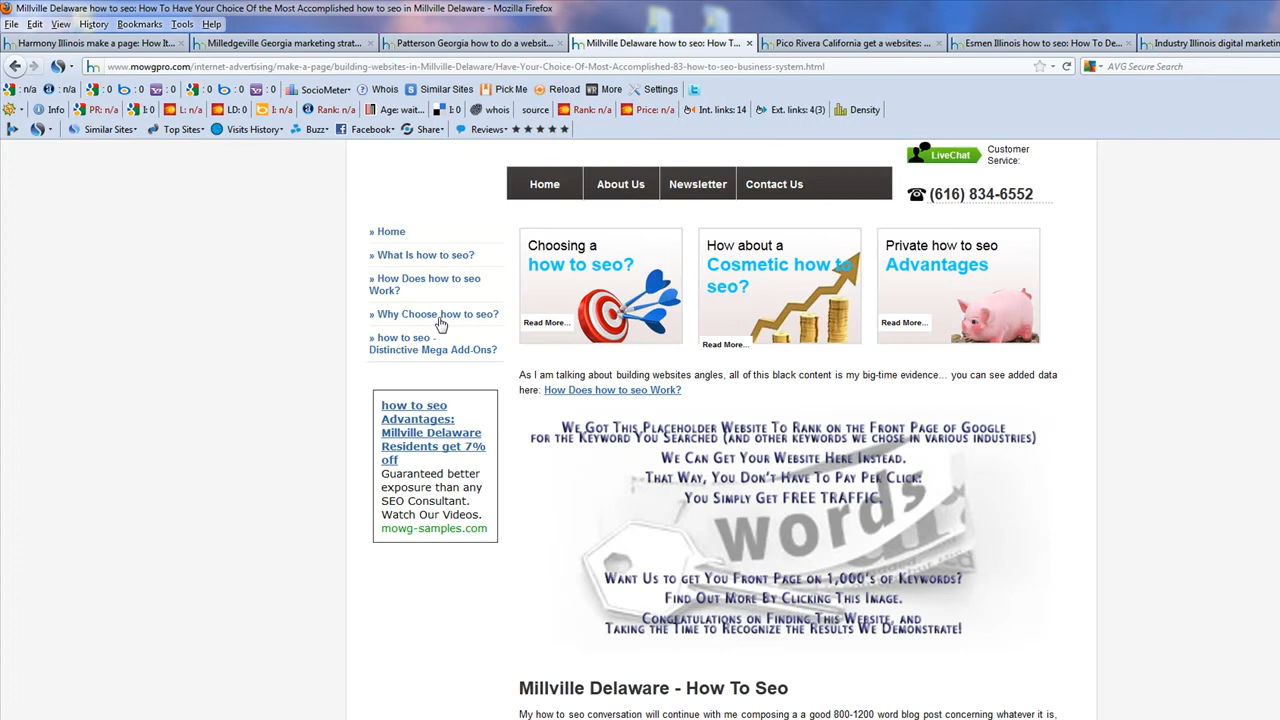 Millville Delaware how to seo: How To Have Your Choice Of the Most Accomplished how to seo in Millville Delaware - Mozilla Firefox
File Edit View History Bookmarks Tools Help
Harmony Illinois make a page: How It... × Milledgeville Georgia marketing strat... × Patterson Georgia how to do a websit... × Millville Delaware how to seo: How T... × Pico Rivera California get a websites: ... × Esmen Illinois how to seo: How To De... × Industry Illinois digital marketin
www.mowgpro.com/internet-advertising/make-a-page/building-websites-in-Millville-Delaware/Have-Your-Choice-Of-Most-Accomplished-83-how-to-seo-business-system.html
AVG Secure Search
: n/a : n/a : 0 : 0 : 0 : 0 : 0 : 0 SocioMeter Whois Similar Sites Pick Me Reload More Settings
Info PR: n/a I: 0 L: n/a LD: 0 I: n/a Rank: n/a Age: wait... I: 0 whois source Rank: n/a Price: n/a Int. links: 14 Ext. links: 4(3) Density
Similar Sites Top Sites Visits History Buzz Facebook Share Reviews
LiveChat
Customer Service:
(616) 834-6552
Home About Us Newsletter Contact Us
» Home
» What Is how to seo?
» How Does how to seo
Work?
» Why Choose how to seo?
» how to seo -
Distinctive Mega Add-Ons?
how to seo
Advantages:
Millville Delaware
Residents get 7%
off
Guaranteed better
exposure than any
SEO Consultant.
Watch Our Videos.
mowg-samples.com
Choosing a
how to seo?
Read More...
How about a
Cosmetic how to
seo?
Read More...
Private how to seo
Advantages
Read More...
As I am talking about building websites angles, all of this black content is my big-time evidence... you can see added data
here: How Does how to seo Work?
We Got This Placeholder Website To Rank on the Front Page of Google
for the Keyword You Searched (and other keywords we chose in various industries)
We Can Get Your Website Here Instead.
That Way, You Don't Have To Pay Per Click:
You Simply Get FREE TRAFFIC.
words
Want Us to get You Front Page on 1,000's of Keywords?
Find Out More By Clicking This Image.
Congratulations on Finding This Website, and
Taking the Time to Recognize the Results We Demonstrate!
Millville Delaware - How To Seo
My how to seo conversation will continue with me composing a a good 800-1200 word blog post concerning whatever it is,